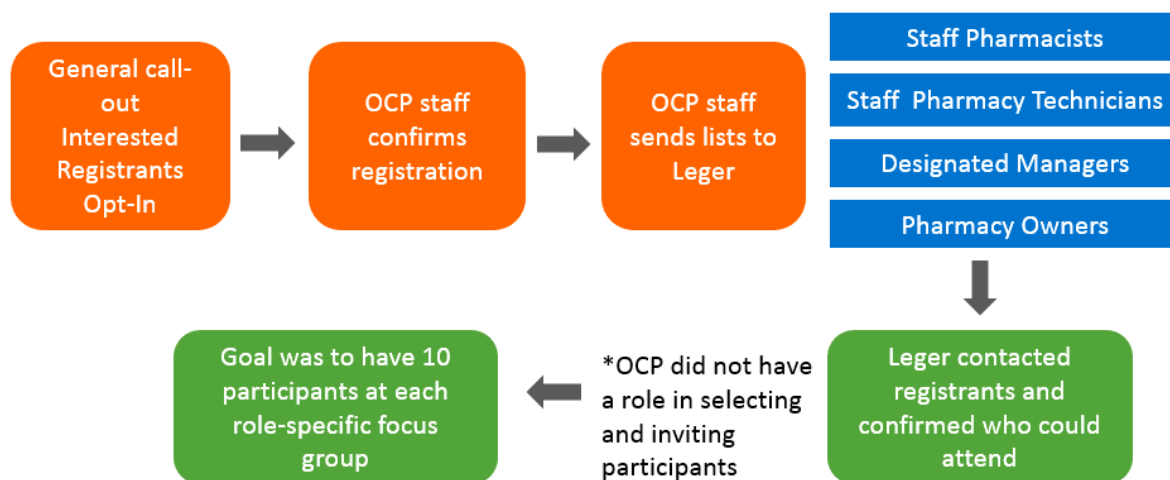 General call-
out
Interested
Registrants
Opt-In
OCP staff
confirms
registration
OCP staff
sends lists to
Leger
Staff Pharmacists
Staff Pharmacy Technicians
Designated Managers
Pharmacy Owners
Leger contacted
registrants and
confirmed who could
attend
*OCP did not have
a role in selecting
and inviting
participants
Goal was to have 10
participants at each
role-specific focus
group